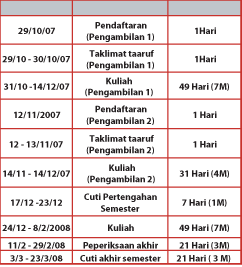 29/10/07 Pendaftaran (Pengambilan 1) 1Hari
29/10 - 30/10/07 Taklimat taaruf (Pengambilan 1) 1Hari
31/10 -14/12/07 Kuliah (Pengambilan 1) 49 Hari (7M)
12/11/2007 Pendaftaran (Pengambilan 2) 1 Hari
12 - 13/11/07 Taklimat taaruf (Pengambilan 2) 1 Hari
14/11 - 14/12/07 Kuliah (Pengambilan 2) 31 Hari (4M)
17/12 -23/12 Cuti Pertengahan Semester 7 Hari (1M)
24/12 - 8/2/2008 Kuliah 49 Hari (7M)
11/2 - 29/2/08 Peperiksaan akhir 21 Hari (3M)
3/3 - 23/3/08 Cuti akhir semester 21 Hari ( 3 M)